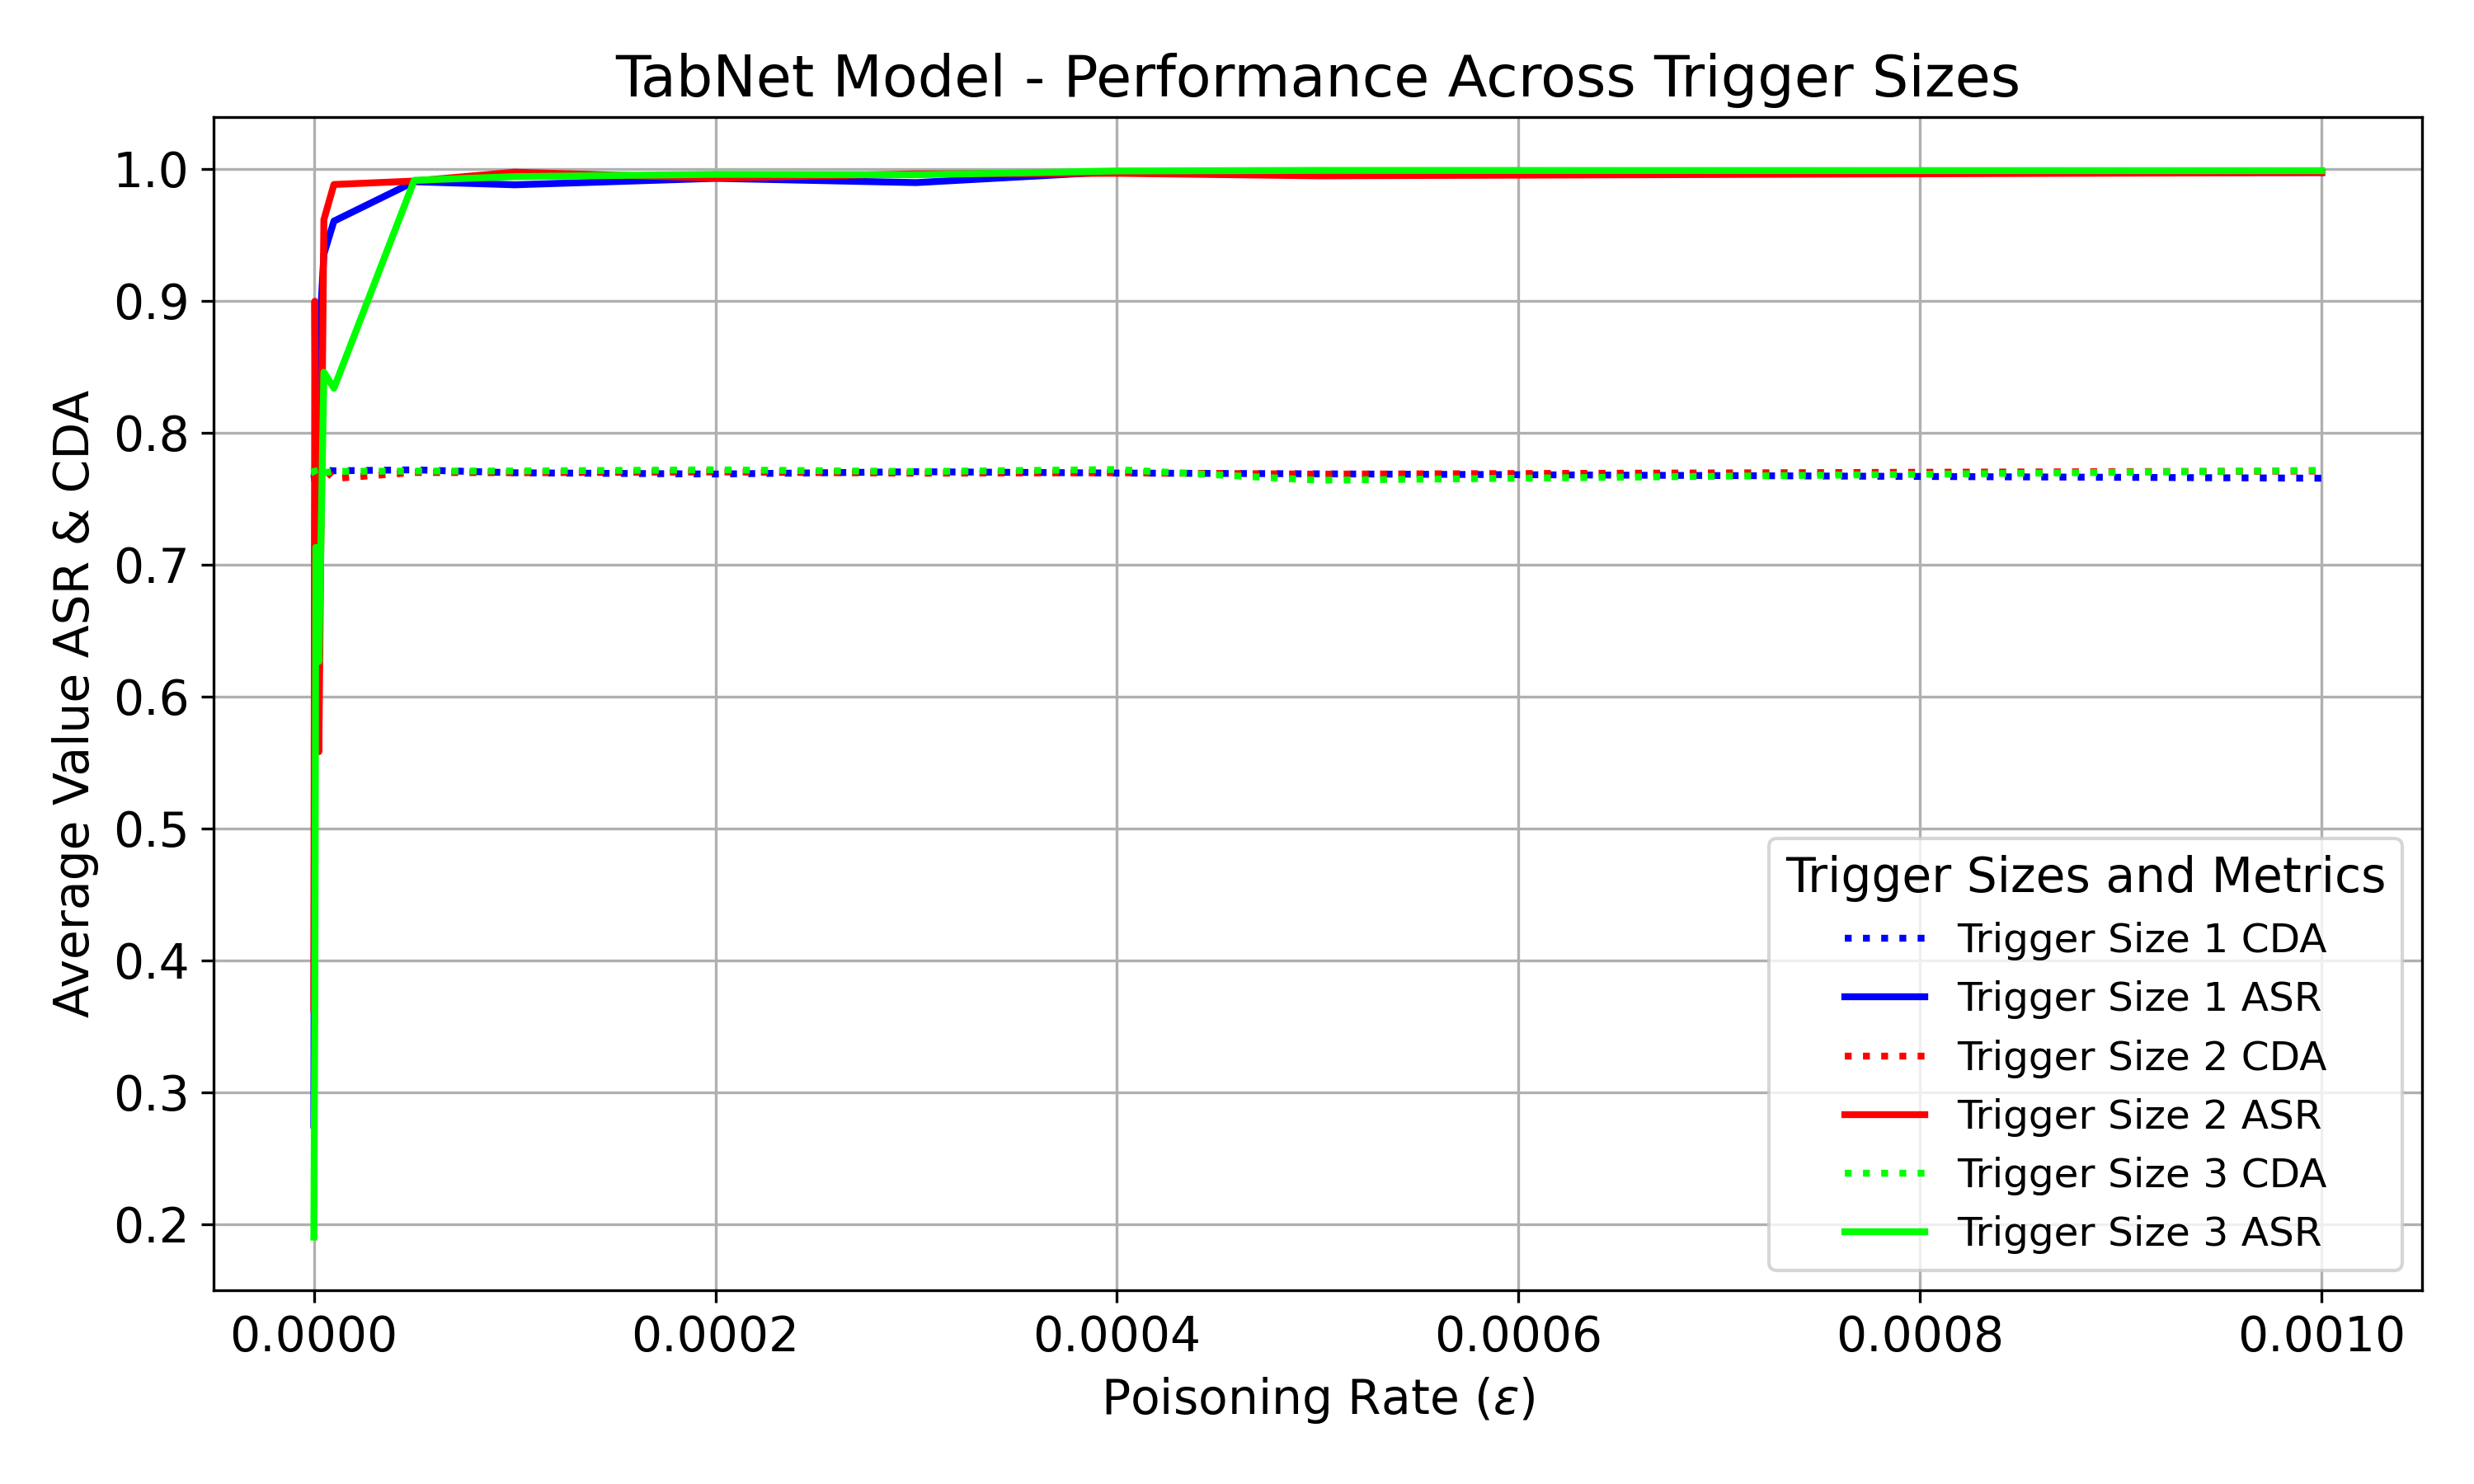 TabNet Model - Performance Across Trigger Sizes
Average Value ASR & CDA
1.0
0.9
0.8
0.7
0.6
0.5
0.4
0.3
0.2
Trigger Sizes and Metrics
Trigger Size 1 CDA
Trigger Size 1 ASR
Trigger Size 2 CDA
Trigger Size 2 ASR
Trigger Size 3 CDA
Trigger Size 3 ASR
0.0000 0.0002 0.0004 0.0006 0.0008 0.0010
Poisoning Rate (ε)